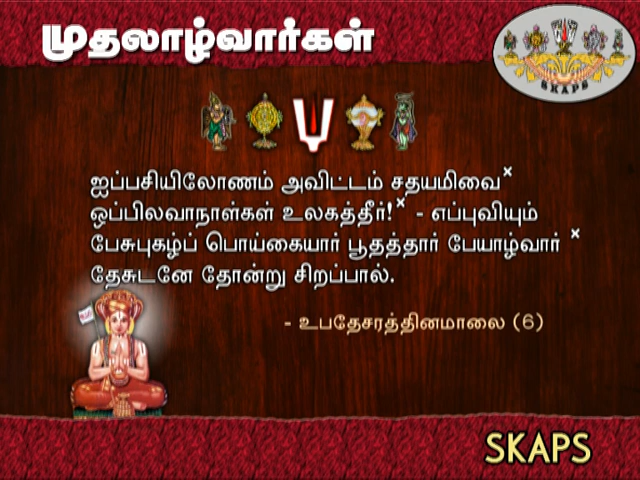 முதலாழ்வார்கள்
SKAPS
ஐப்பசியிலோணம் அவிட்டம் சதயமிவை×
ஒப்பிலவாநாள்கள் உலகத்தீர்!× - எப்புவியும்
பேசுபுகழ்ப் பொய்கையார் பூதத்தார் பேயாழ்வார் ×
தேசுடனே தோன்று சிறப்பால்.
- உபதேசரத்தினமாலை (6)
SKAPS